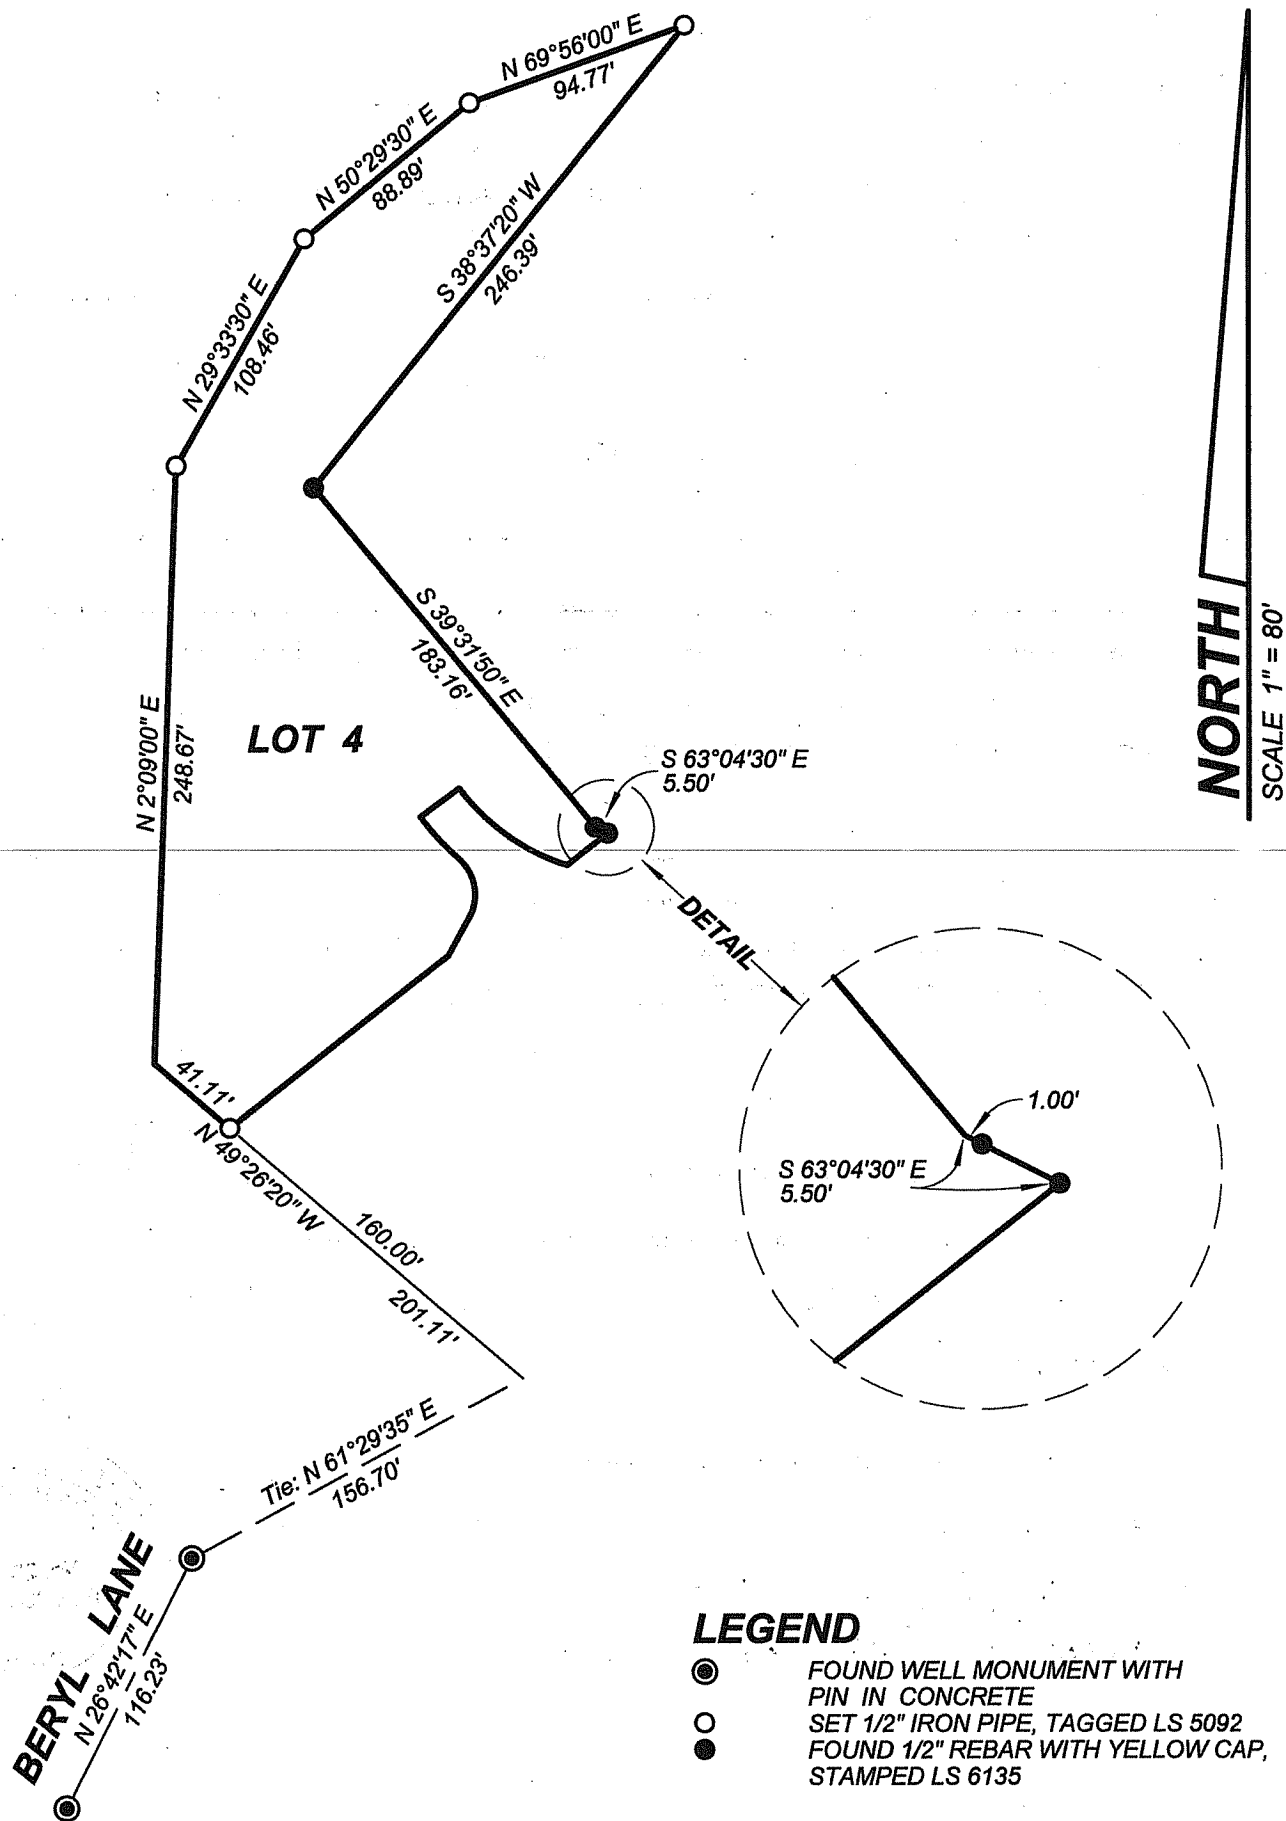 N 69°56'00" E
94.77'
N 50°29'30" E
88.89'
S 38°37'20" W
246.39'
N 29°33'30" E
108.46'
S 39°31'50" E
183.16'
NORTH
SCALE 1" = 80'
N 2°09'00" E
248.67'
LOT 4
S 63°04'30" E
5.50'
DETAIL
41.11'
1.00'
S 63°04'30" E
5.50'
N 49°26'20" W
160.00'
201.11'
Tie: N 61°29'35" E
156.70'
BERYL LANE
N 26°42'17" E
116.23'
LEGEND
FOUND WELL MONUMENT WITH
PIN IN CONCRETE
SET 1/2" IRON PIPE, TAGGED LS 5092
FOUND 1/2" REBAR WITH YELLOW CAP,
STAMPED LS 6135